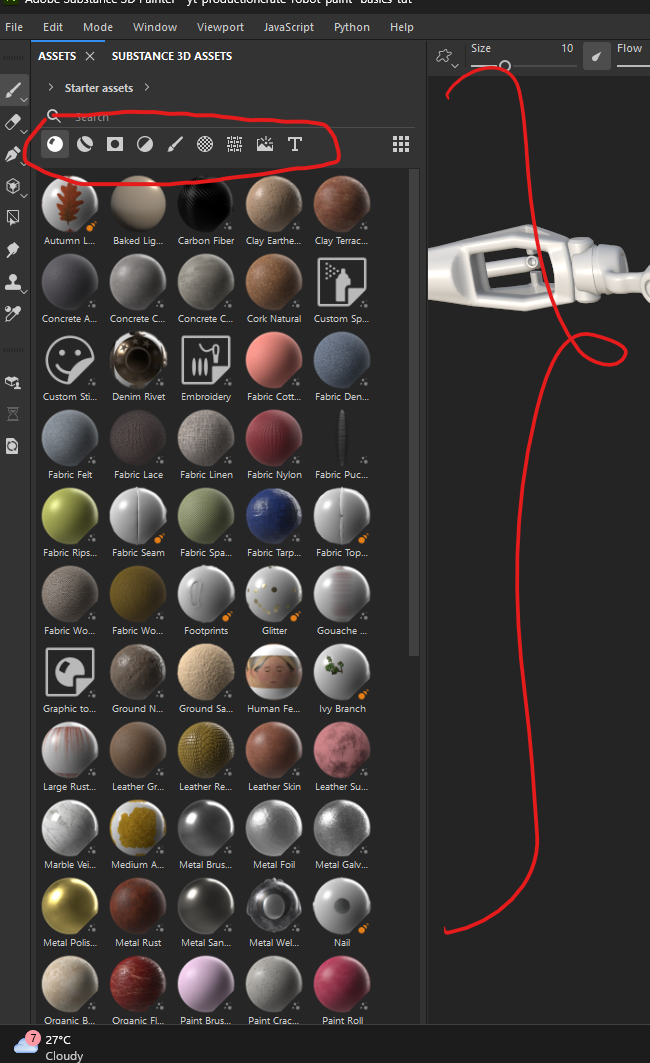 Adobe Substance 3D Painter - yt-productioncrate-robot-paint-basics-tut
File Edit Mode Window Viewport JavaScript Python Help
ASSETS SUBSTANCE 3D ASSETS
Size 10 Flow
Starter assets
Search
Autumn L... Baked Lig... Carbon Fiber Clay Earthe... Clay Terrac...
Concrete A... Concrete C... Concrete C... Cork Natural Custom Sp...
Custom Sti... Denim Rivet Embroidery Fabric Cott... Fabric Den...
Fabric Felt Fabric Lace Fabric Linen Fabric Nylon Fabric Puc...
Fabric Rips... Fabric Seam Fabric Spa... Fabric Tarp... Fabric Top...
Fabric Wo... Fabric Wo... Footprints Glitter Gouache ...
Graphic to... Ground N... Ground Sa... Human Fe... Ivy Branch
Large Rust... Leather Gr... Leather Re... Leather Skin Leather Su...
Marble Vei... Medium A... Metal Brus... Metal Foil Metal Galv...
Metal Polis... Metal Rust Metal San... Metal Wel... Nail
Organic B... Organic Fl... Paint Brus... Paint Crac... Paint Roll
7
27°C
Cloudy